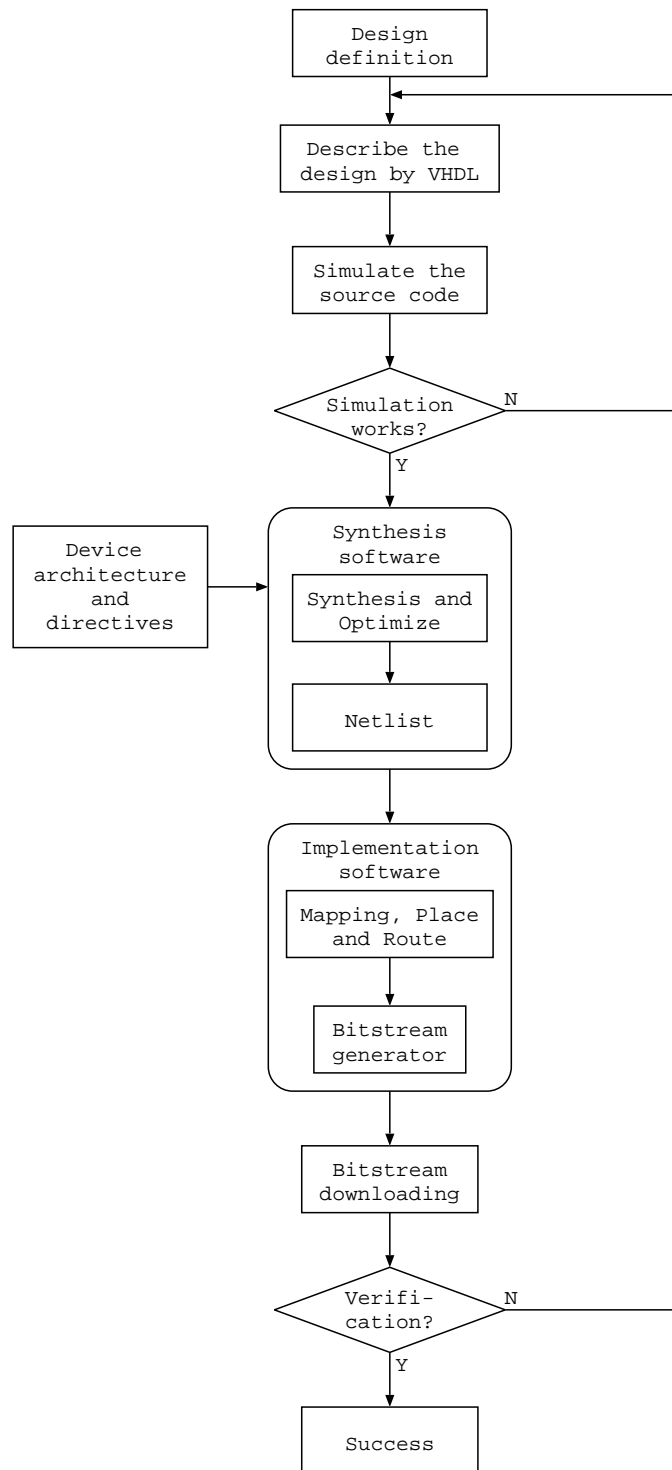 Design
definition
Describe the
design by VHDL
Simulate the
source code
Simulation
works?
N
Y
Device
architecture
and
directives
Synthesis
software
Synthesis and
Optimize
Netlist
Implementation
software
Mapping, Place
and Route
Bitstream
generator
Bitstream
downloading
Verifi-
cation?
N
Y
Success